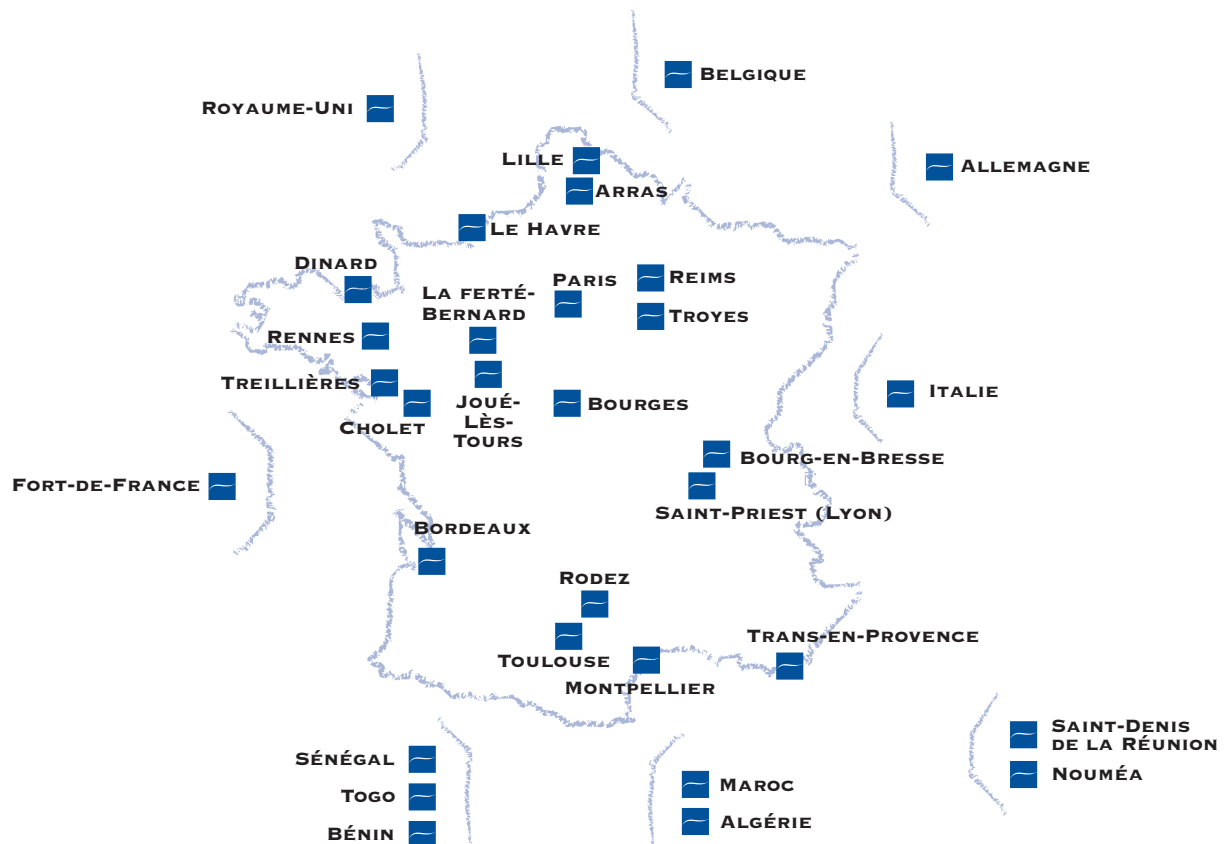 Belgique
Royaume-Uni
Lille
Allemagne
Arras
Le Havre
Dinard
La ferté-
Bernard
Paris
Reims
Troyes
Rennes
Treillières
Cholet
Joué-
Lès-
Tours
Bourges
Italie
Bourg-en-Bresse
Fort-de-France
Saint-Priest (Lyon)
Bordeaux
Rodez
Toulouse
Montpellier
Trans-en-Provence
Saint-Denis
de la Réunion
Nouméa
Sénégal
Togo
Bénin
Maroc
Algérie